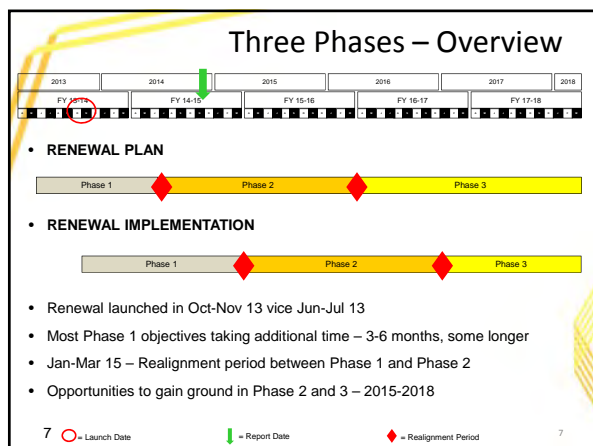 Three Phases – Overview
2013 2014 2015 2016 2017 2018
FY 13-14 FY 14-15 FY 15-16 FY 16-17 FY 17-18
• RENEWAL PLAN
Phase 1 Phase 2 Phase 3
• RENEWAL IMPLEMENTATION
Phase 1 Phase 2 Phase 3
• Renewal launched in Oct-Nov 13 vice Jun-Jul 13
• Most Phase 1 objectives taking additional time – 3-6 months, some longer
• Jan-Mar 15 – Realignment period between Phase 1 and Phase 2
• Opportunities to gain ground in Phase 2 and 3 – 2015-2018
7 = Launch Date = Report Date = Realignment Period 7